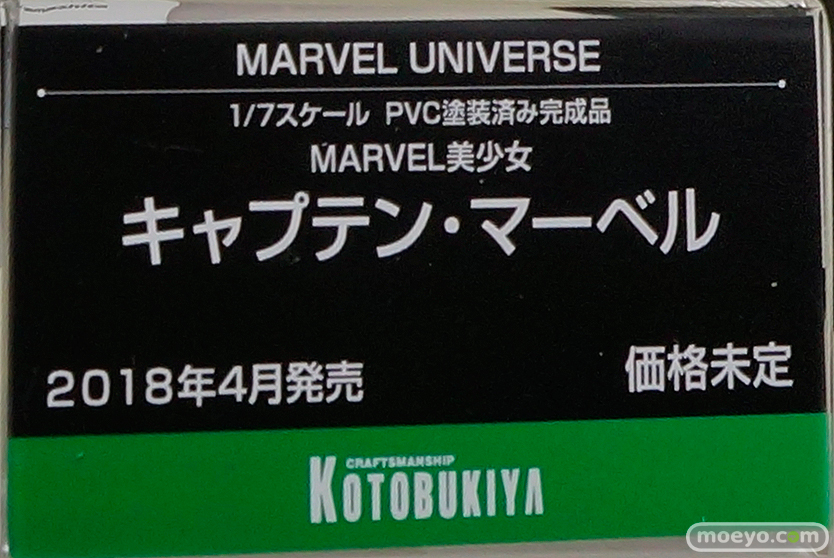 MARVEL UNIVERSE
1/7スケール PVC塗装済み完成品
MARVEL美少女
キャプテン・マーベル
2018年4月発売 価格未定
CRAFTSMANSHIP
KOTOBUKIYA
moeyo.com